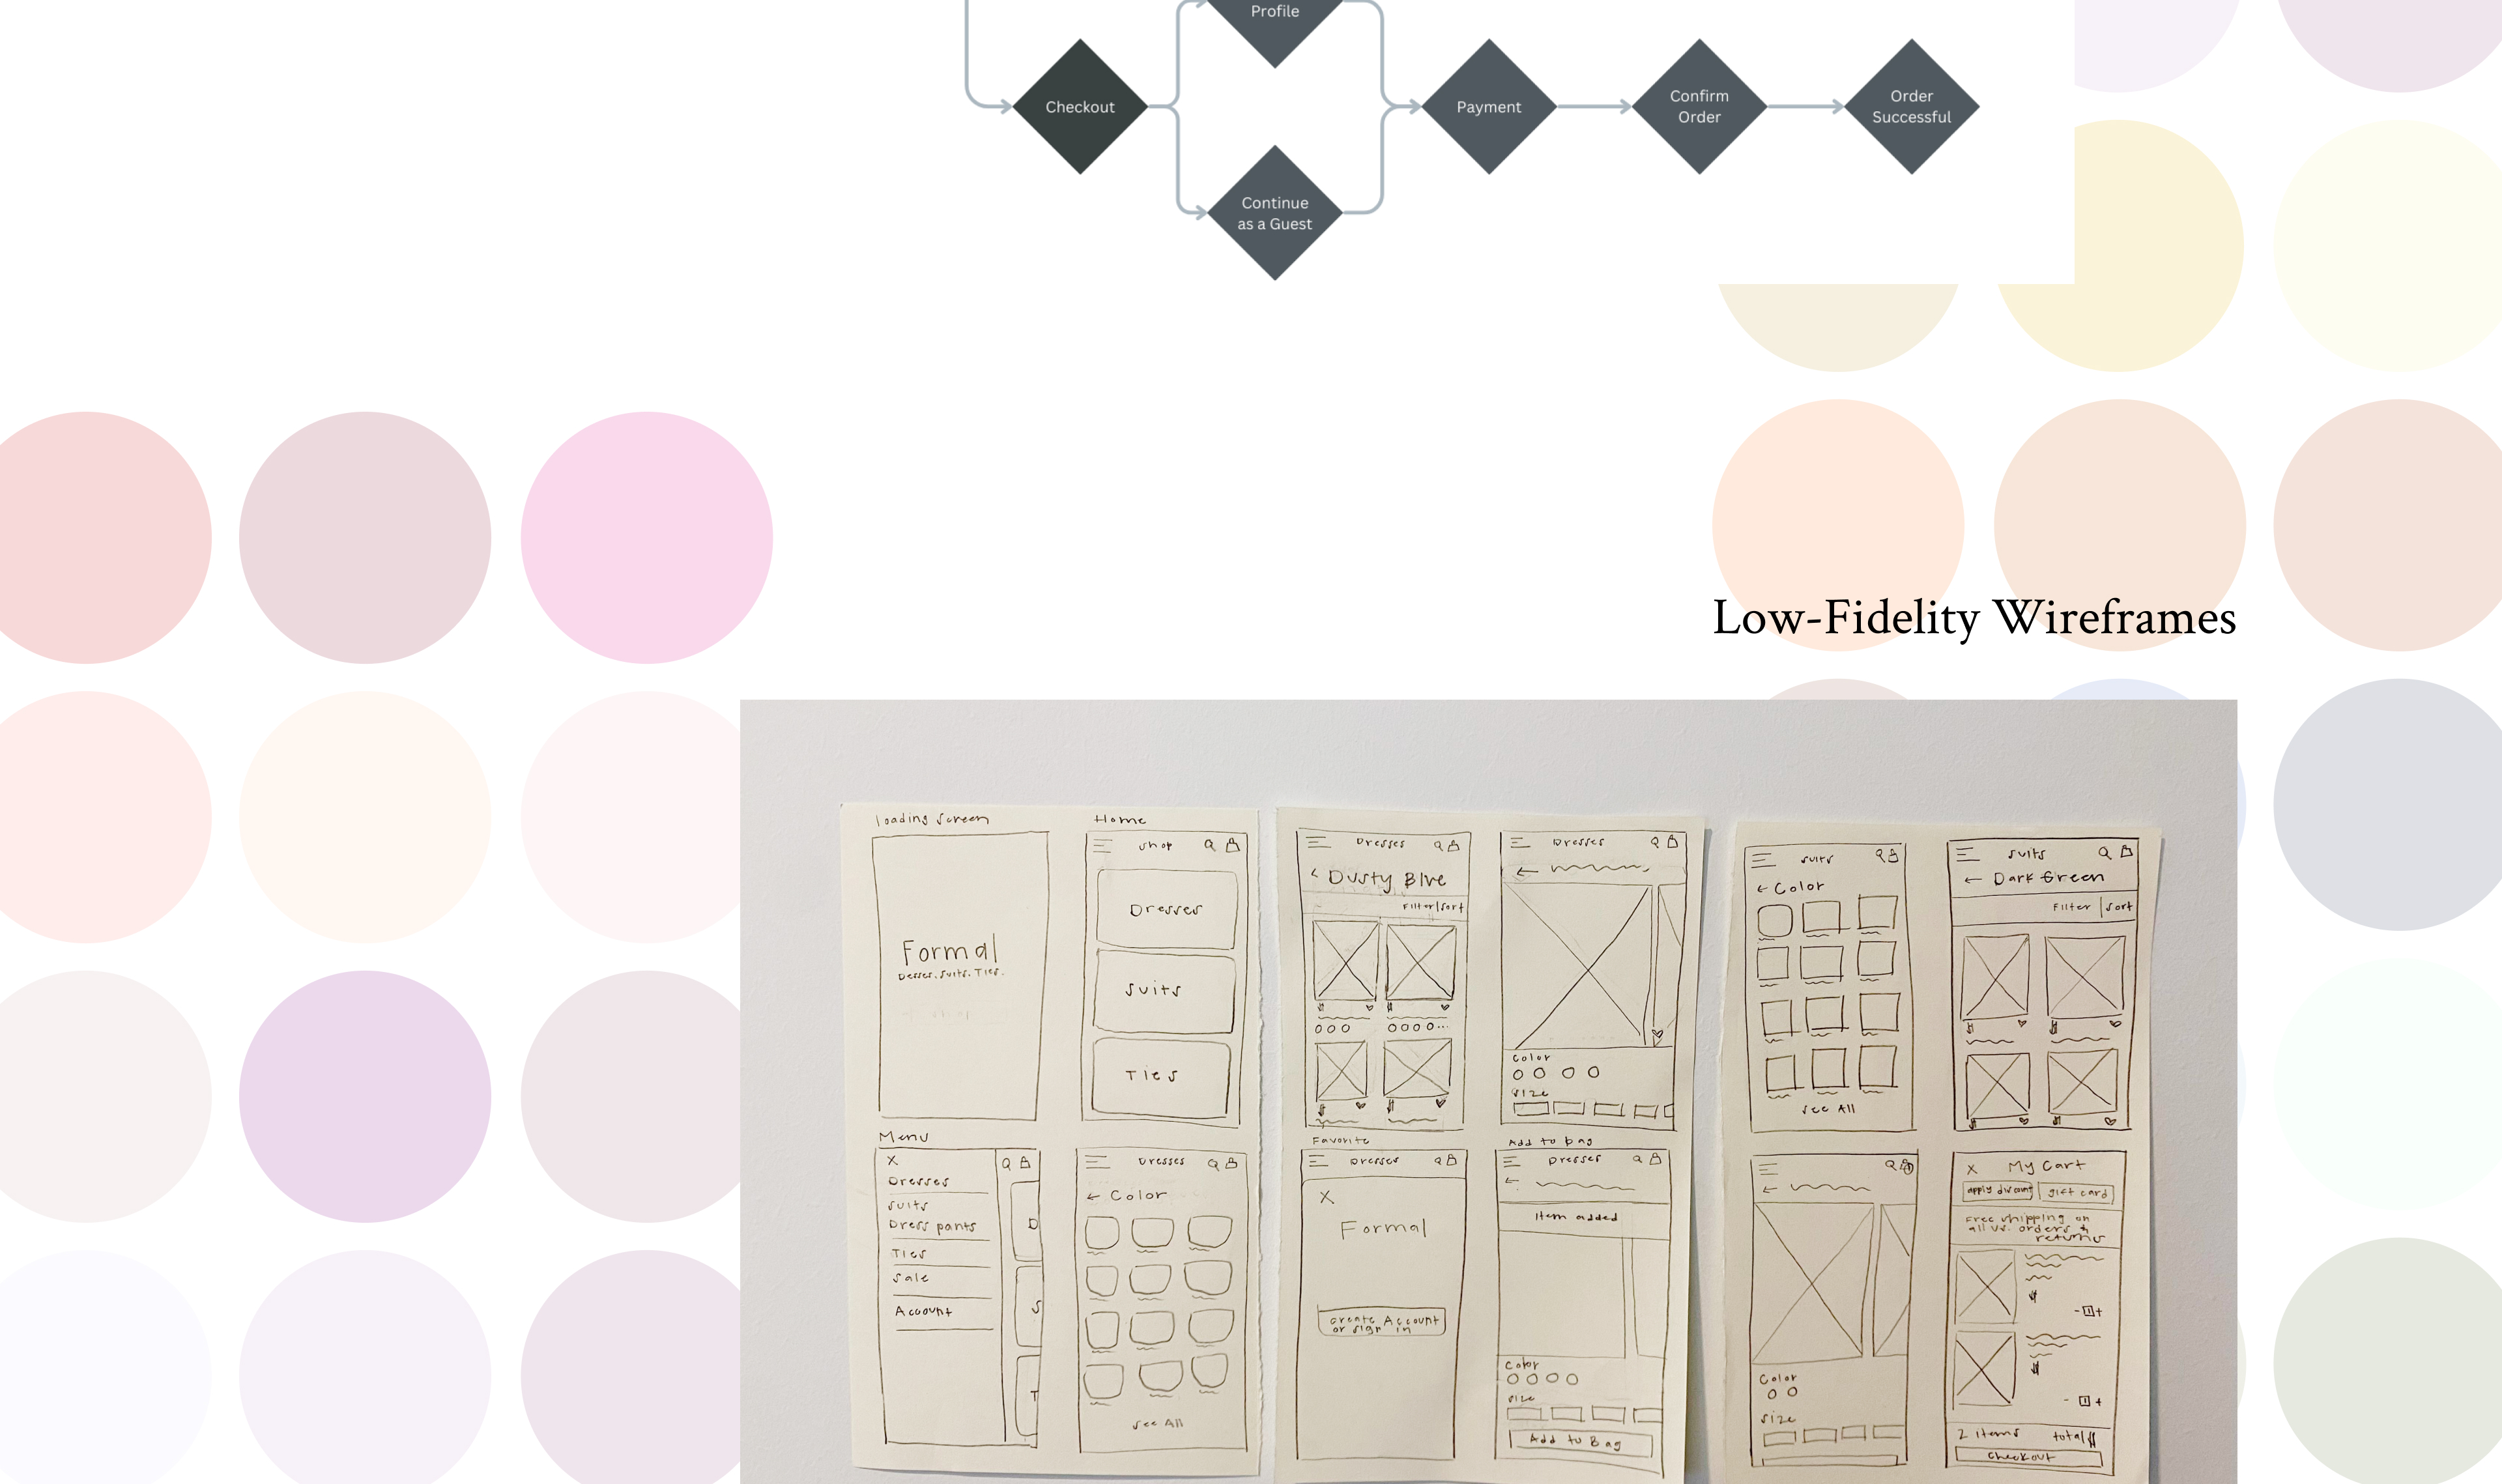 Profile
Checkout
Payment
Confirm
Order
Order
Successful
Continue
as a Guest
Low-Fidelity Wireframes
loading screen
Formal
Desses. Suits. Ties.
Home
shop
Dresses
suits
Ties
Menu
X
Dresses
suits
Dress pants
Ties
sale
Account
D
S
T
Dresses
← Color
see All
Dresses
< Dusty Blue
Filter|sort
Dresses
Color
size
Favorite
Dresses
X
Formal
create Account
or sign in
Add to bag
Dresses
Item added
Color
size
Add to Bag
suits
← Color
see All
suits
← Dark Green
Filter | sort
Color
size
X My Cart
apply discount
gift card
Free shipping on
all U.S. orders &
returns
$
- 1 +
$
- 1 +
2 items total $
checkout